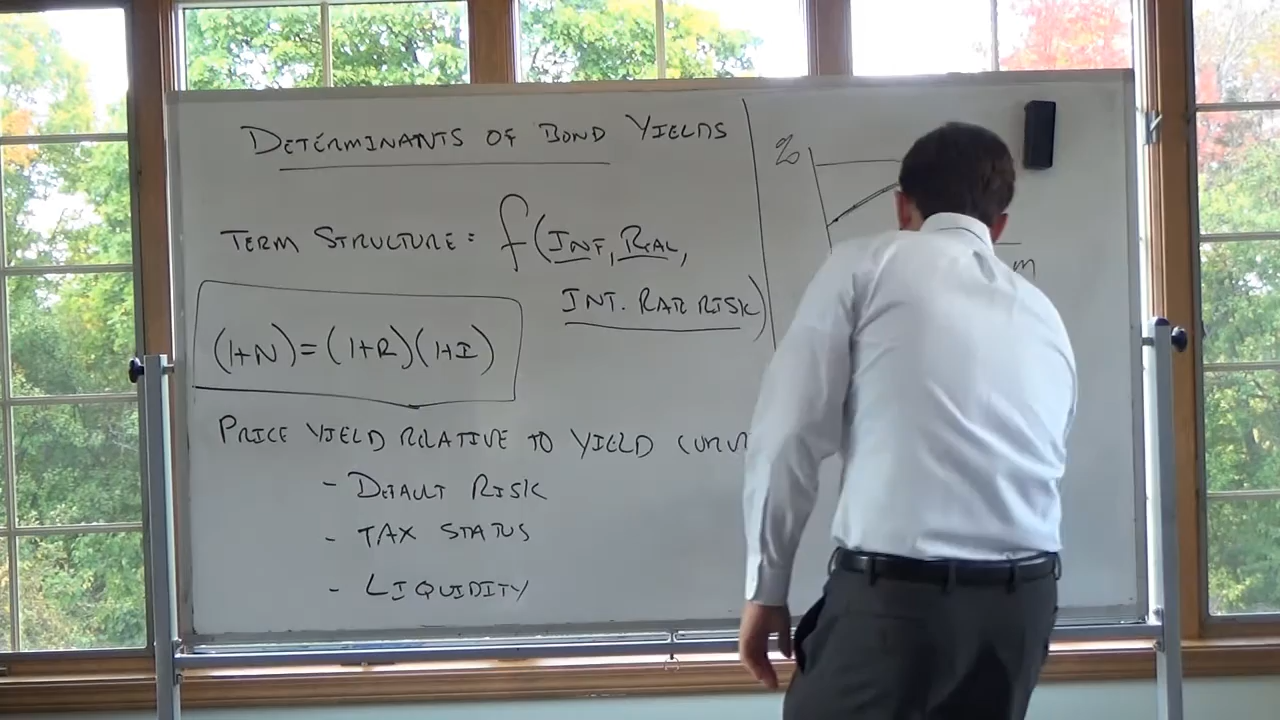 DETERMINANTS OF BOND YIELDS
TERM STRUCTURE: f(INF, REAL,
INT. RATE RISK)
(1+N)=(1+R)(1+I)
PRICE YIELD RELATIVE TO YIELD CURVE
- DEFAULT RISK
- TAX STATUS
- LIQUIDITY
%
m